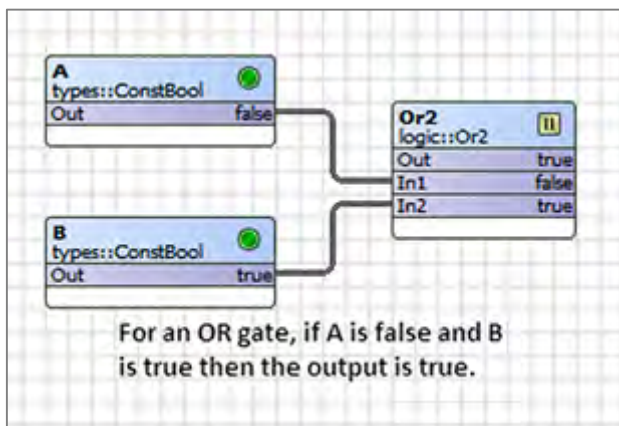 A
types::ConstBool
Out false
Or2
logic::Or2
Out true
In1 false
In2 true
B
types::ConstBool
Out true
For an OR gate, if A is false and B
is true then the output is true.